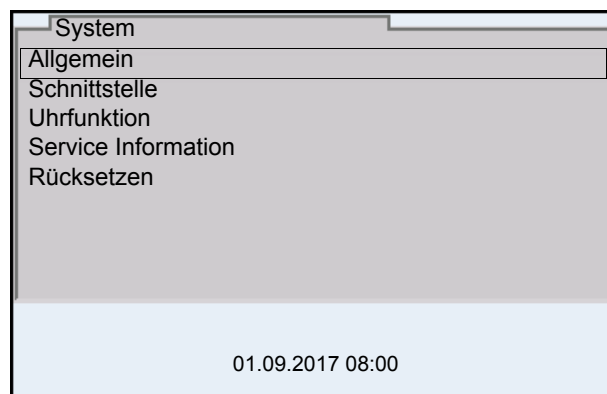 System
Allgemein
Schnittstelle
Uhrfunktion
Service Information
Rücksetzen
01.09.2017 08:00